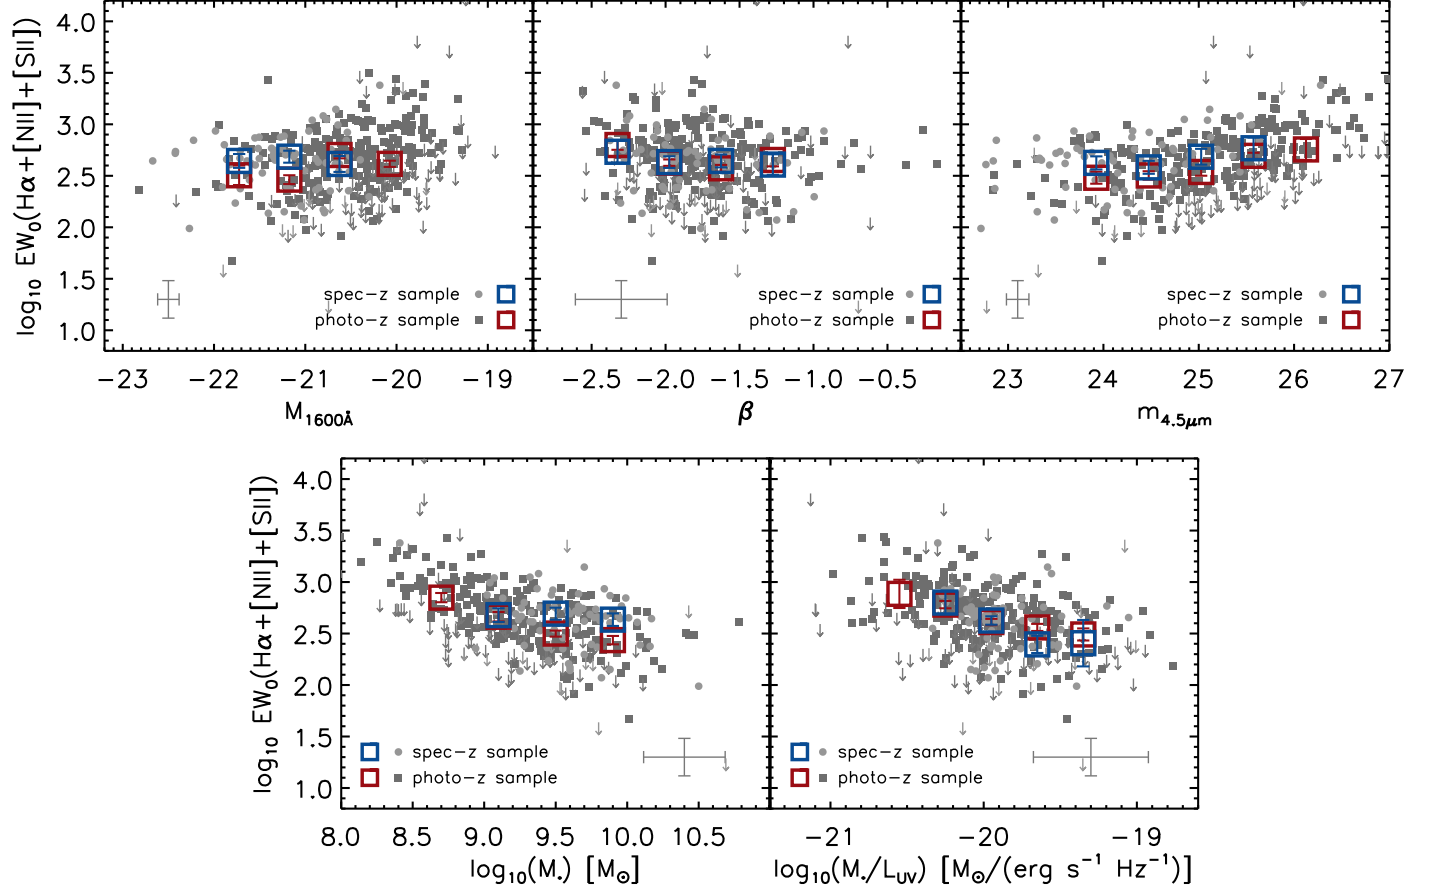 log₁₀ EW₀(Hα+[NII]+[SII])
4.0
3.5
3.0
2.5
2.0
1.5
1.0
spec−z sample
photo−z sample
spec−z sample
photo−z sample
spec−z sample
photo−z sample
−23 −22 −21 −20 −19
−2.5 −2.0 −1.5 −1.0 −0.5
23 24 25 26 27
M₁₆₀₀Å
β
m₄.₅μm
log₁₀ EW₀(Hα+[NII]+[SII])
4.0
3.5
3.0
2.5
2.0
1.5
1.0
spec−z sample
photo−z sample
spec−z sample
photo−z sample
8.0 8.5 9.0 9.5 10.0 10.5
−21 −20 −19
log₁₀(M⋆) [M⊙]
log₁₀(M⋆/L_UV) [M⊙/(erg s⁻¹ Hz⁻¹)]